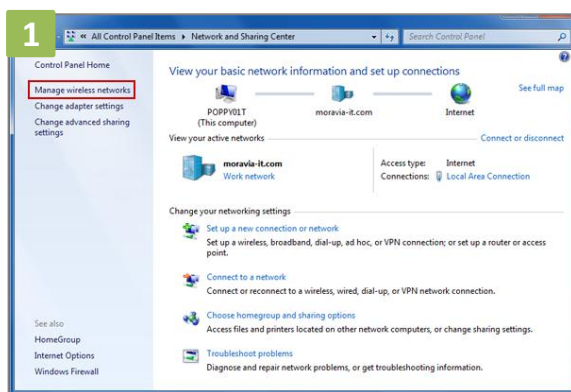 1
All Control Panel Items ▸ Network and Sharing Center
Search Control Panel
Control Panel Home
Manage wireless networks
Change adapter settings
Change advanced sharing
settings
See also
HomeGroup
Internet Options
Windows Firewall
View your basic network information and set up connections
See full map
POPPY01T
(This computer)
moravia-it.com
Internet
View your active networks
Connect or disconnect
moravia-it.com
Work network
Access type: Internet
Connections: Local Area Connection
Change your networking settings
Set up a new connection or network
Set up a wireless, broadband, dial-up, ad hoc, or VPN connection; or set up a router or access
point.
Connect to a network
Connect or reconnect to a wireless, wired, dial-up, or VPN network connection.
Choose homegroup and sharing options
Access files and printers located on other network computers, or change sharing settings.
Troubleshoot problems
Diagnose and repair network problems, or get troubleshooting information.